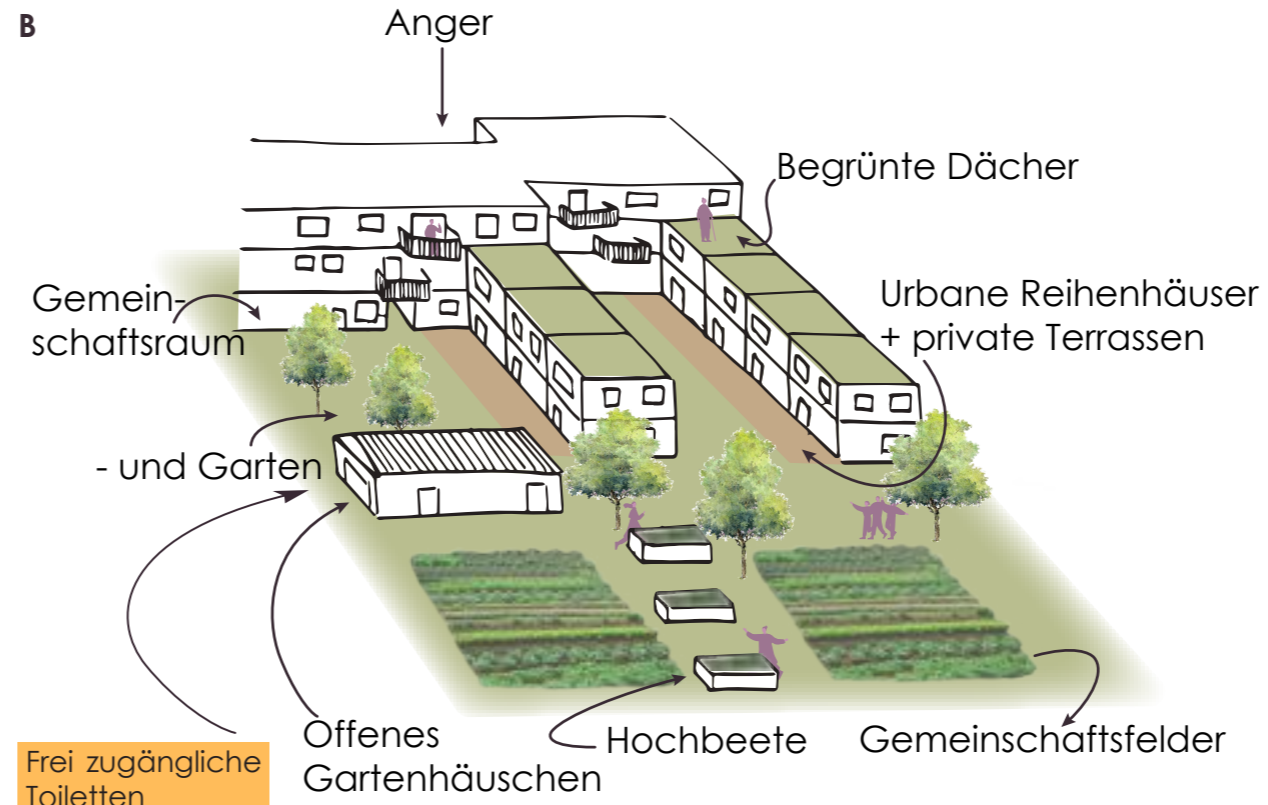 B
Anger
Begrünte Dächer
Gemein-
schaftsraum
Urbane Reihenhäuser
+ private Terrassen
- und Garten
Offenes
Gartenhäuschen
Hochbeete
Gemeinschaftsfelder
Frei zugängliche
Toiletten